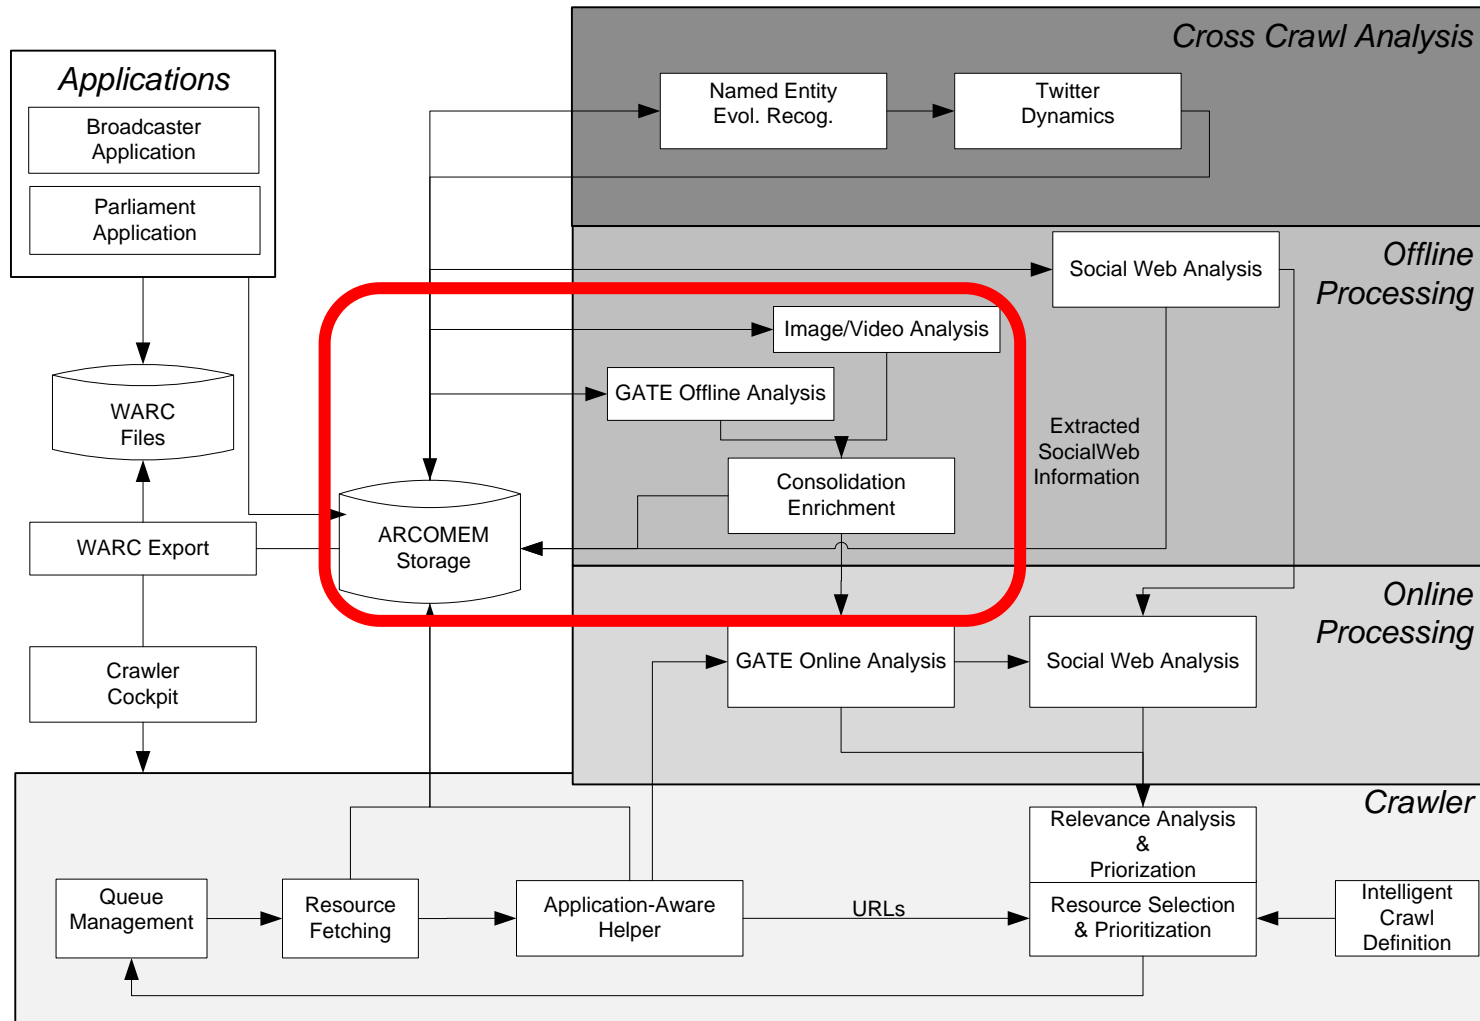 Cross Crawl Analysis
Applications
Broadcaster
Application
Parliament
Application
Named Entity
Evol. Recog.
Twitter
Dynamics
Offline
Processing
Social Web Analysis
Image/Video Analysis
GATE Offline Analysis
Extracted
SocialWeb
Information
Consolidation
Enrichment
WARC
Files
WARC Export
ARCOMEM
Storage
Crawler
Cockpit
Online
Processing
GATE Online Analysis
Social Web Analysis
Crawler
Relevance Analysis
&
Priorization
Queue
Management
Resource
Fetching
Application-Aware
Helper
URLs
Resource Selection
& Prioritization
Intelligent
Crawl
Definition